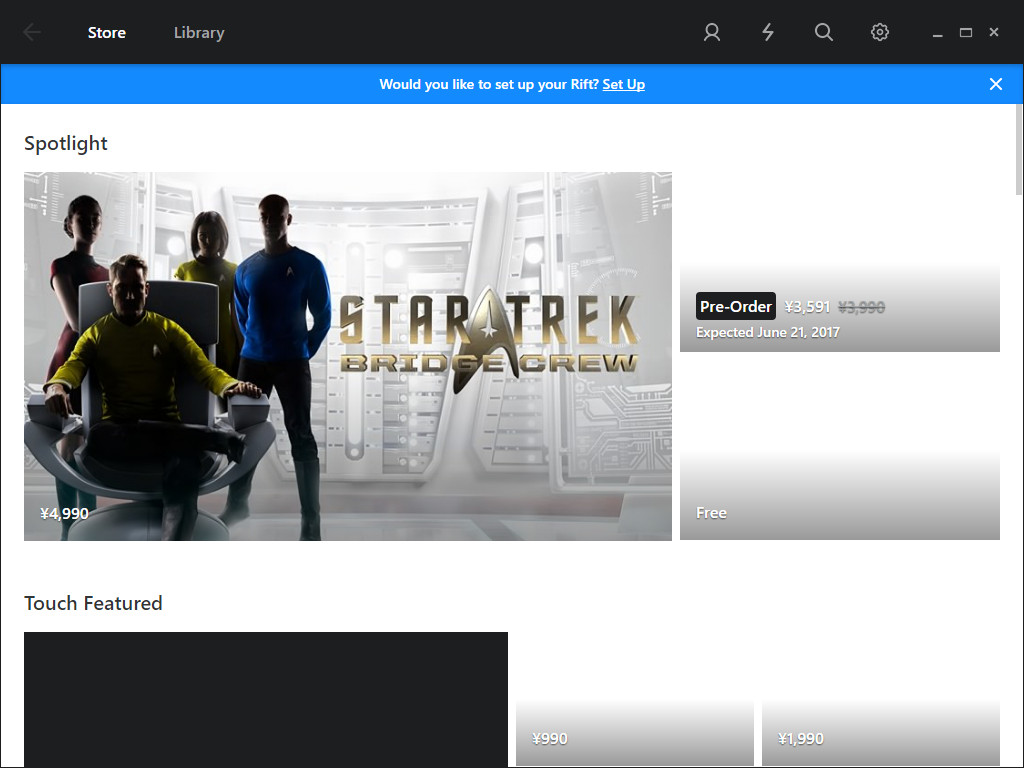 Store
Library
Would you like to set up your Rift? Set Up
Spotlight
STAR TREK
BRIDGE CREW
¥4,990
Pre-Order ¥3,591 ¥3,990
Expected June 21, 2017
Free
Touch Featured
¥990
¥1,990